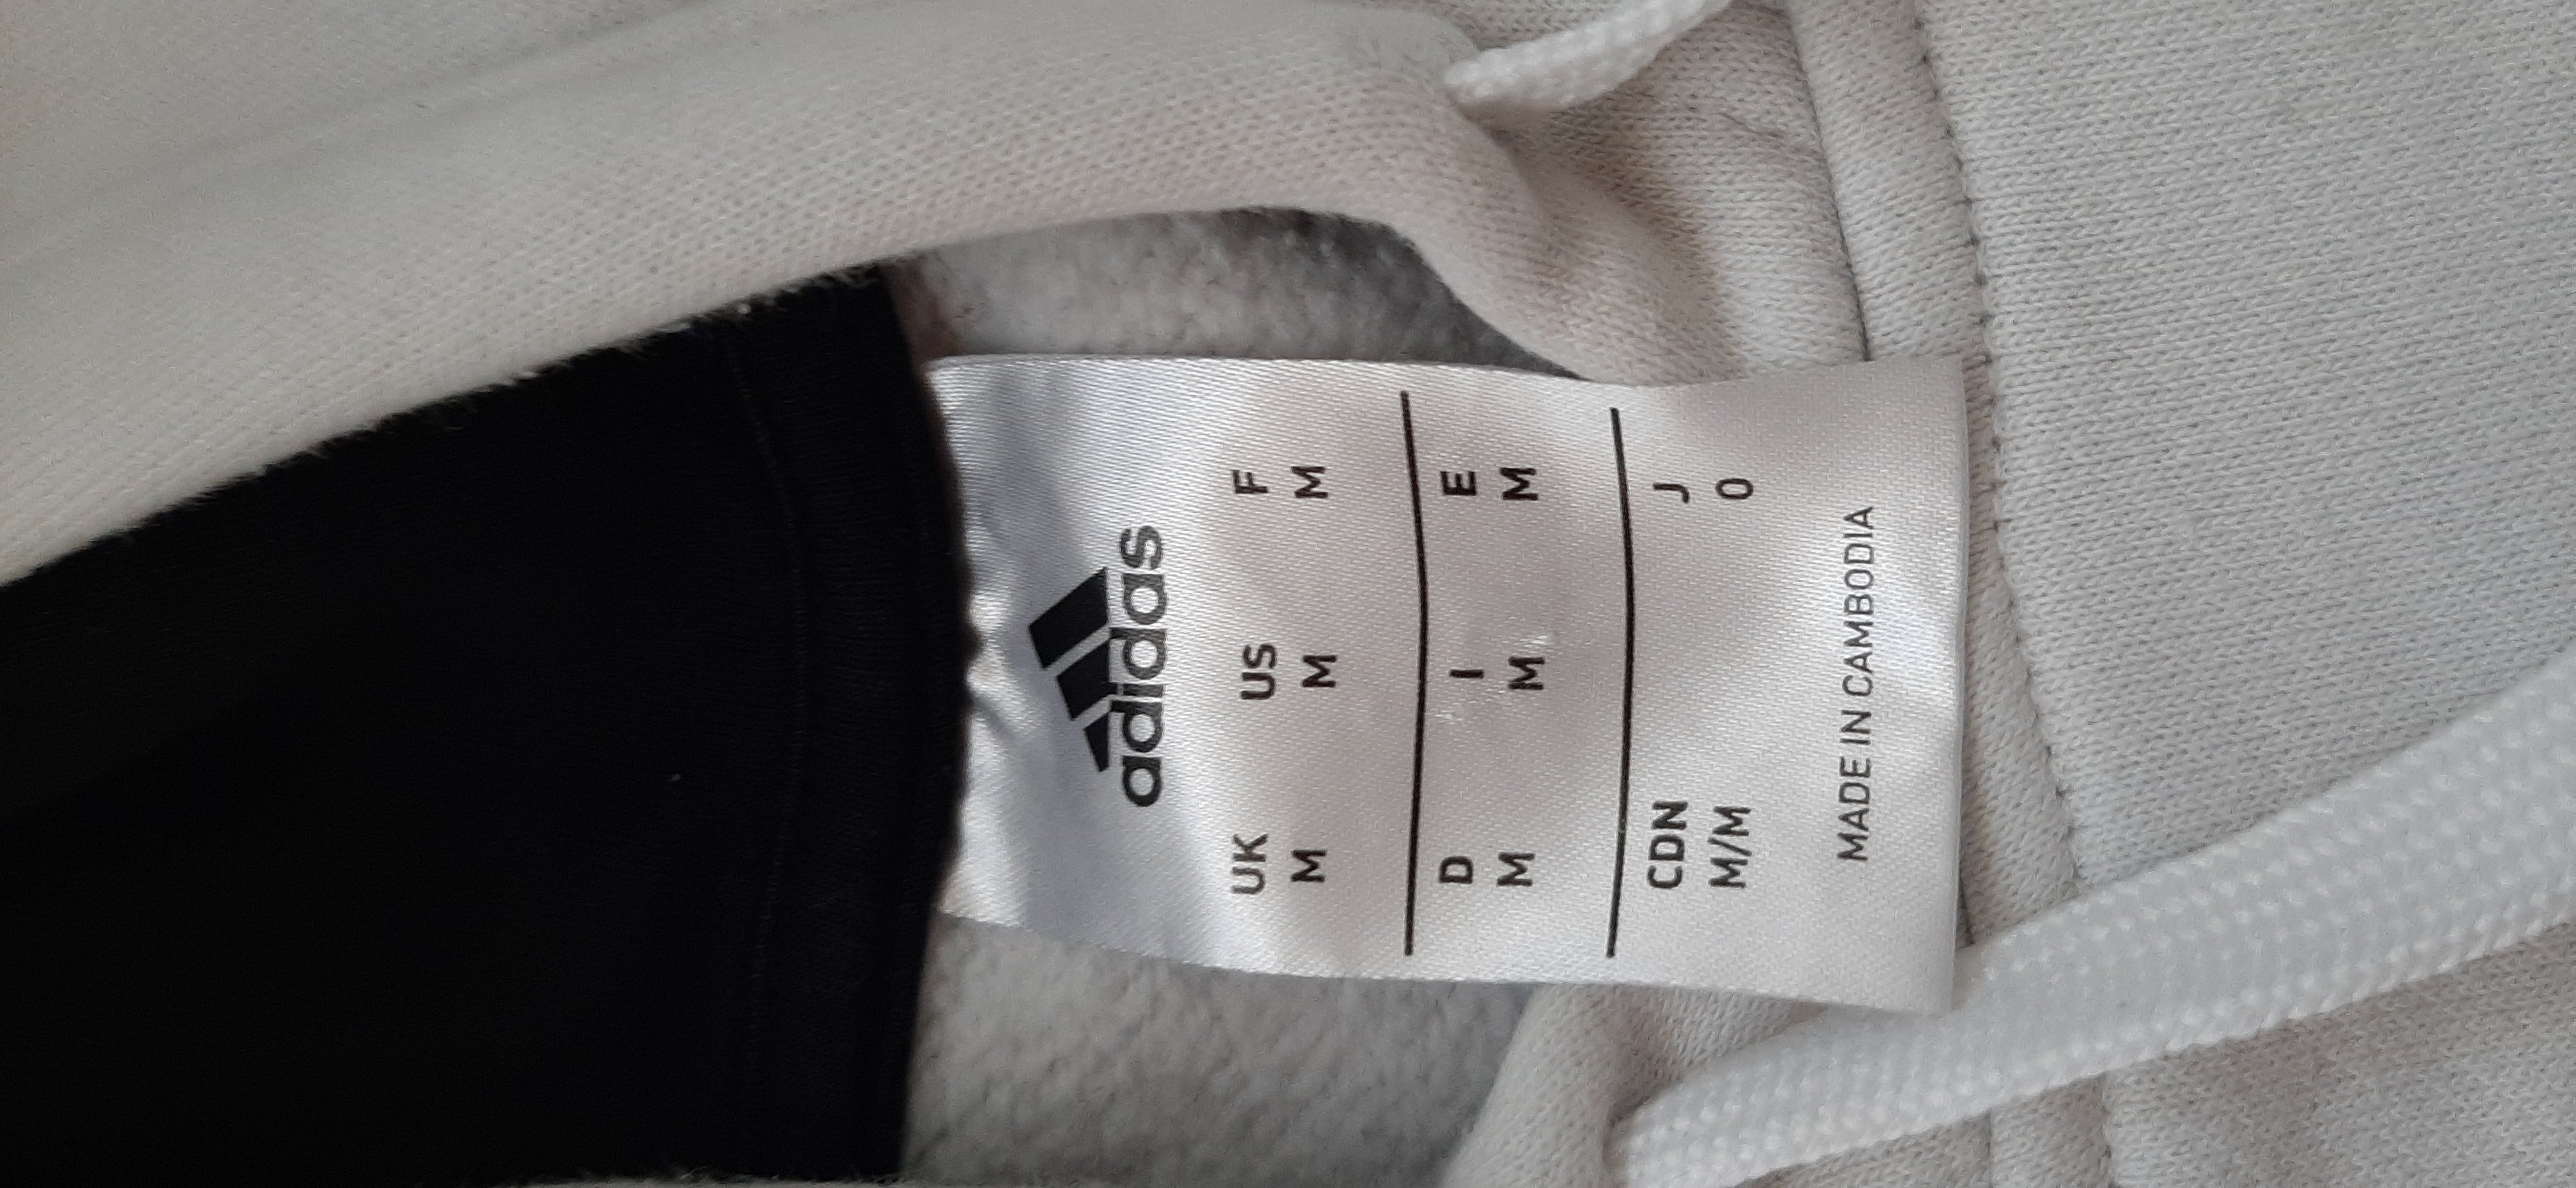 adidas
UK US F
M M M
D I E
M M M
CDN J
M/M O
MADE IN CAMBODIA